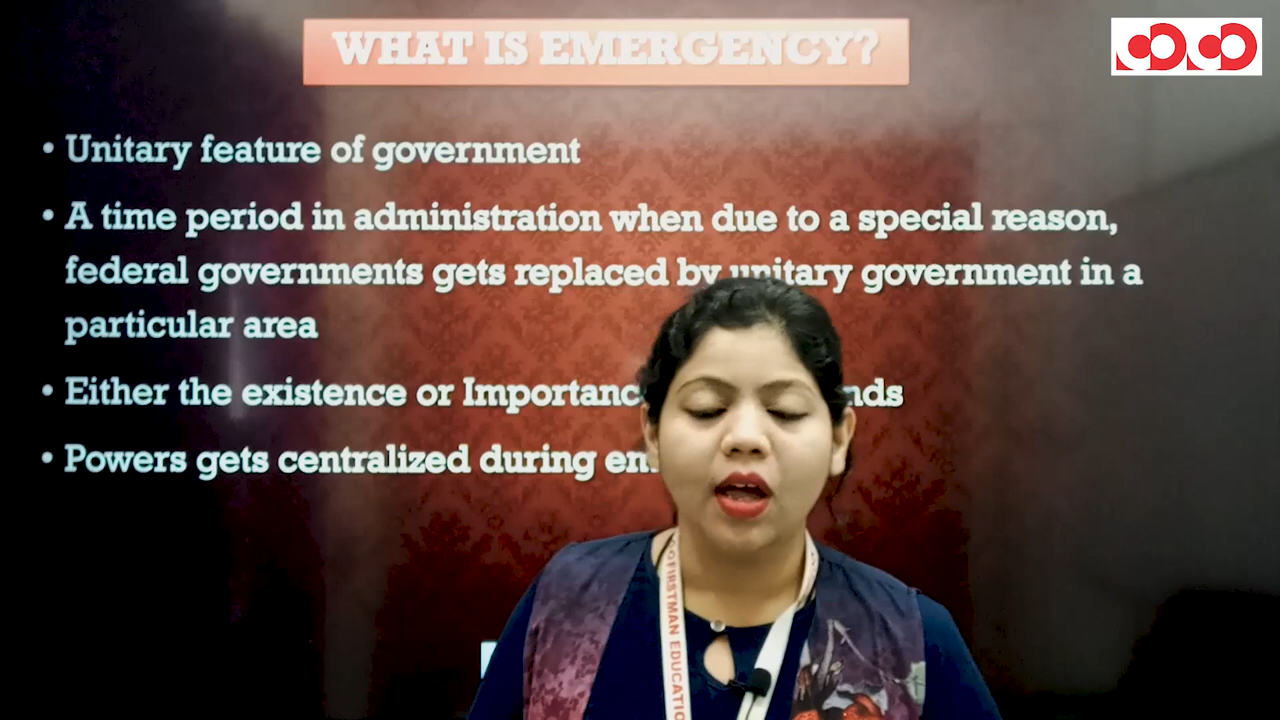 WHAT IS EMERGENCY?
• Unitary feature of government
• A time period in administration when due to a special reason,
federal governments gets replaced by unitary government in a
particular area
• Either the existence or
• Powers gets centralized during
OFIRSTMAN